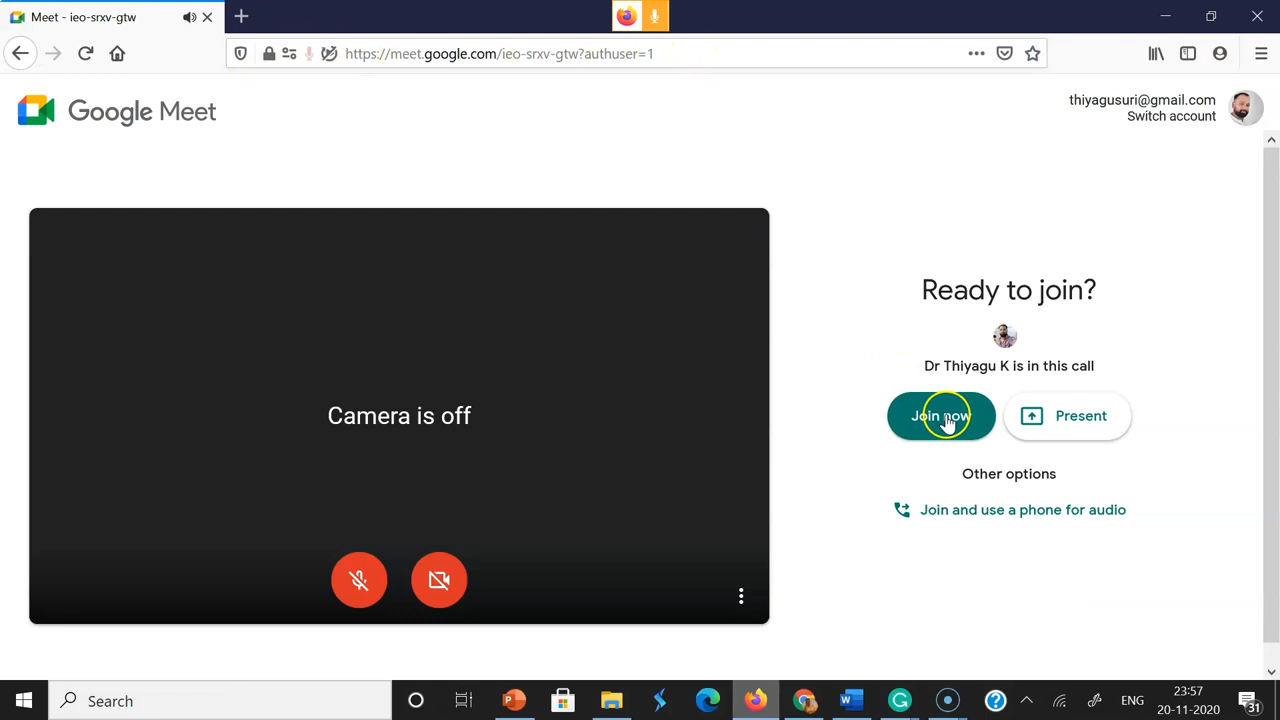 Meet - ieo-srxv-gtw
https://meet.google.com/ieo-srxv-gtw?authuser=1
Google Meet
thiyagusuri@gmail.com
Switch account
Camera is off
Ready to join?
Dr Thiyagu K is in this call
Join now
Present
Other options
Join and use a phone for audio
Search
ENG
23:57
20-11-2020
31